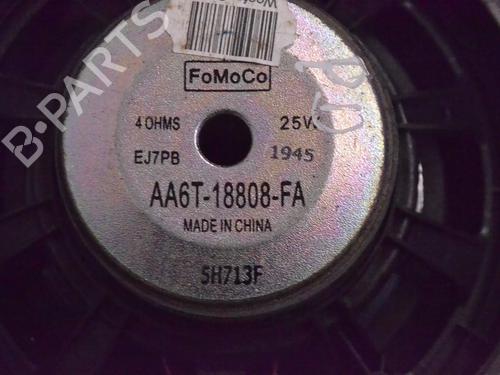 FoMoCo
4 OHMS 25W
EJ7PB 1945
AA6T-18808-FA
MADE IN CHINA
5H713F
B-PARTS